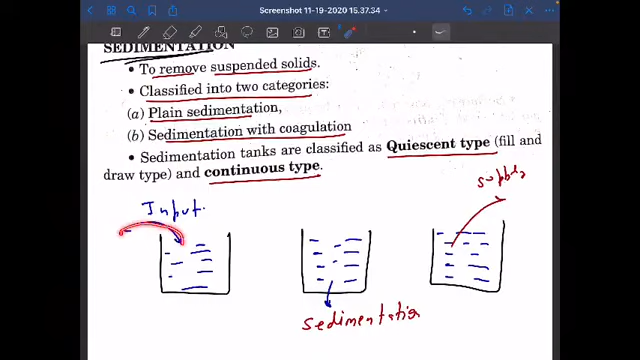 Screenshot 11-19-2020 15.37.34
SEDIMENTATION
• To remove suspended solids.
• Classified into two categories:
(a) Plain sedimentation,
(b) Sedimentation with coagulation
• Sedimentation tanks are classified as Quiescent type (fill and
draw type) and continuous type.
Input.
supply
sedimentation